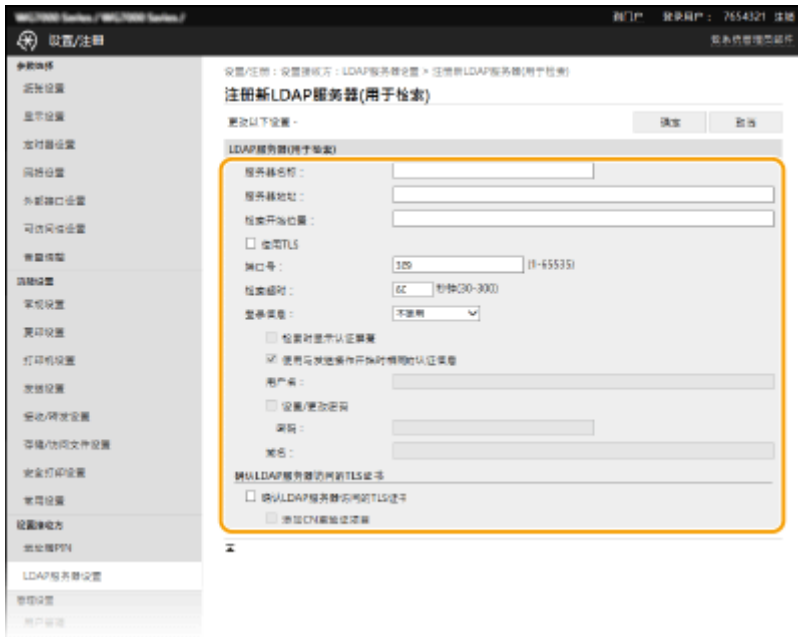 WG7000 Series / WG7000 Series /
到门户 登录用户： 7654321 注销
设置/注册
致系统管理员邮件
参数选择
纸张设置
显示设置
定时器设置
网络设置
外部接口设置
可访问性设置
音量设置
功能设置
常规设置
复印设置
打印机设置
发送设置
接收/转发设置
存储/访问文件设置
安全打印设置
常用设置
设置接收方
地址簿PIN
LDAP服务器设置
管理设置
用户管理
设置/注册：设置接收方：LDAP服务器设置 > 注册新LDAP服务器(用于检索)
注册新LDAP服务器(用于检索)
更改以下设置。
确定 取消
LDAP服务器(用于检索)
服务器名称：
服务器地址：
检索开始位置：
使用TLS
端口号： 389 (1-65535)
检索超时： 60 秒钟(30-300)
登录信息： 不使用
检索时显示认证屏幕
使用与发送操作开始时相同的认证信息
用户名：
设置/更改密码
密码：
域名：
确认LDAP服务器访问的TLS证书
确认LDAP服务器访问的TLS证书
添加CN至验证项目